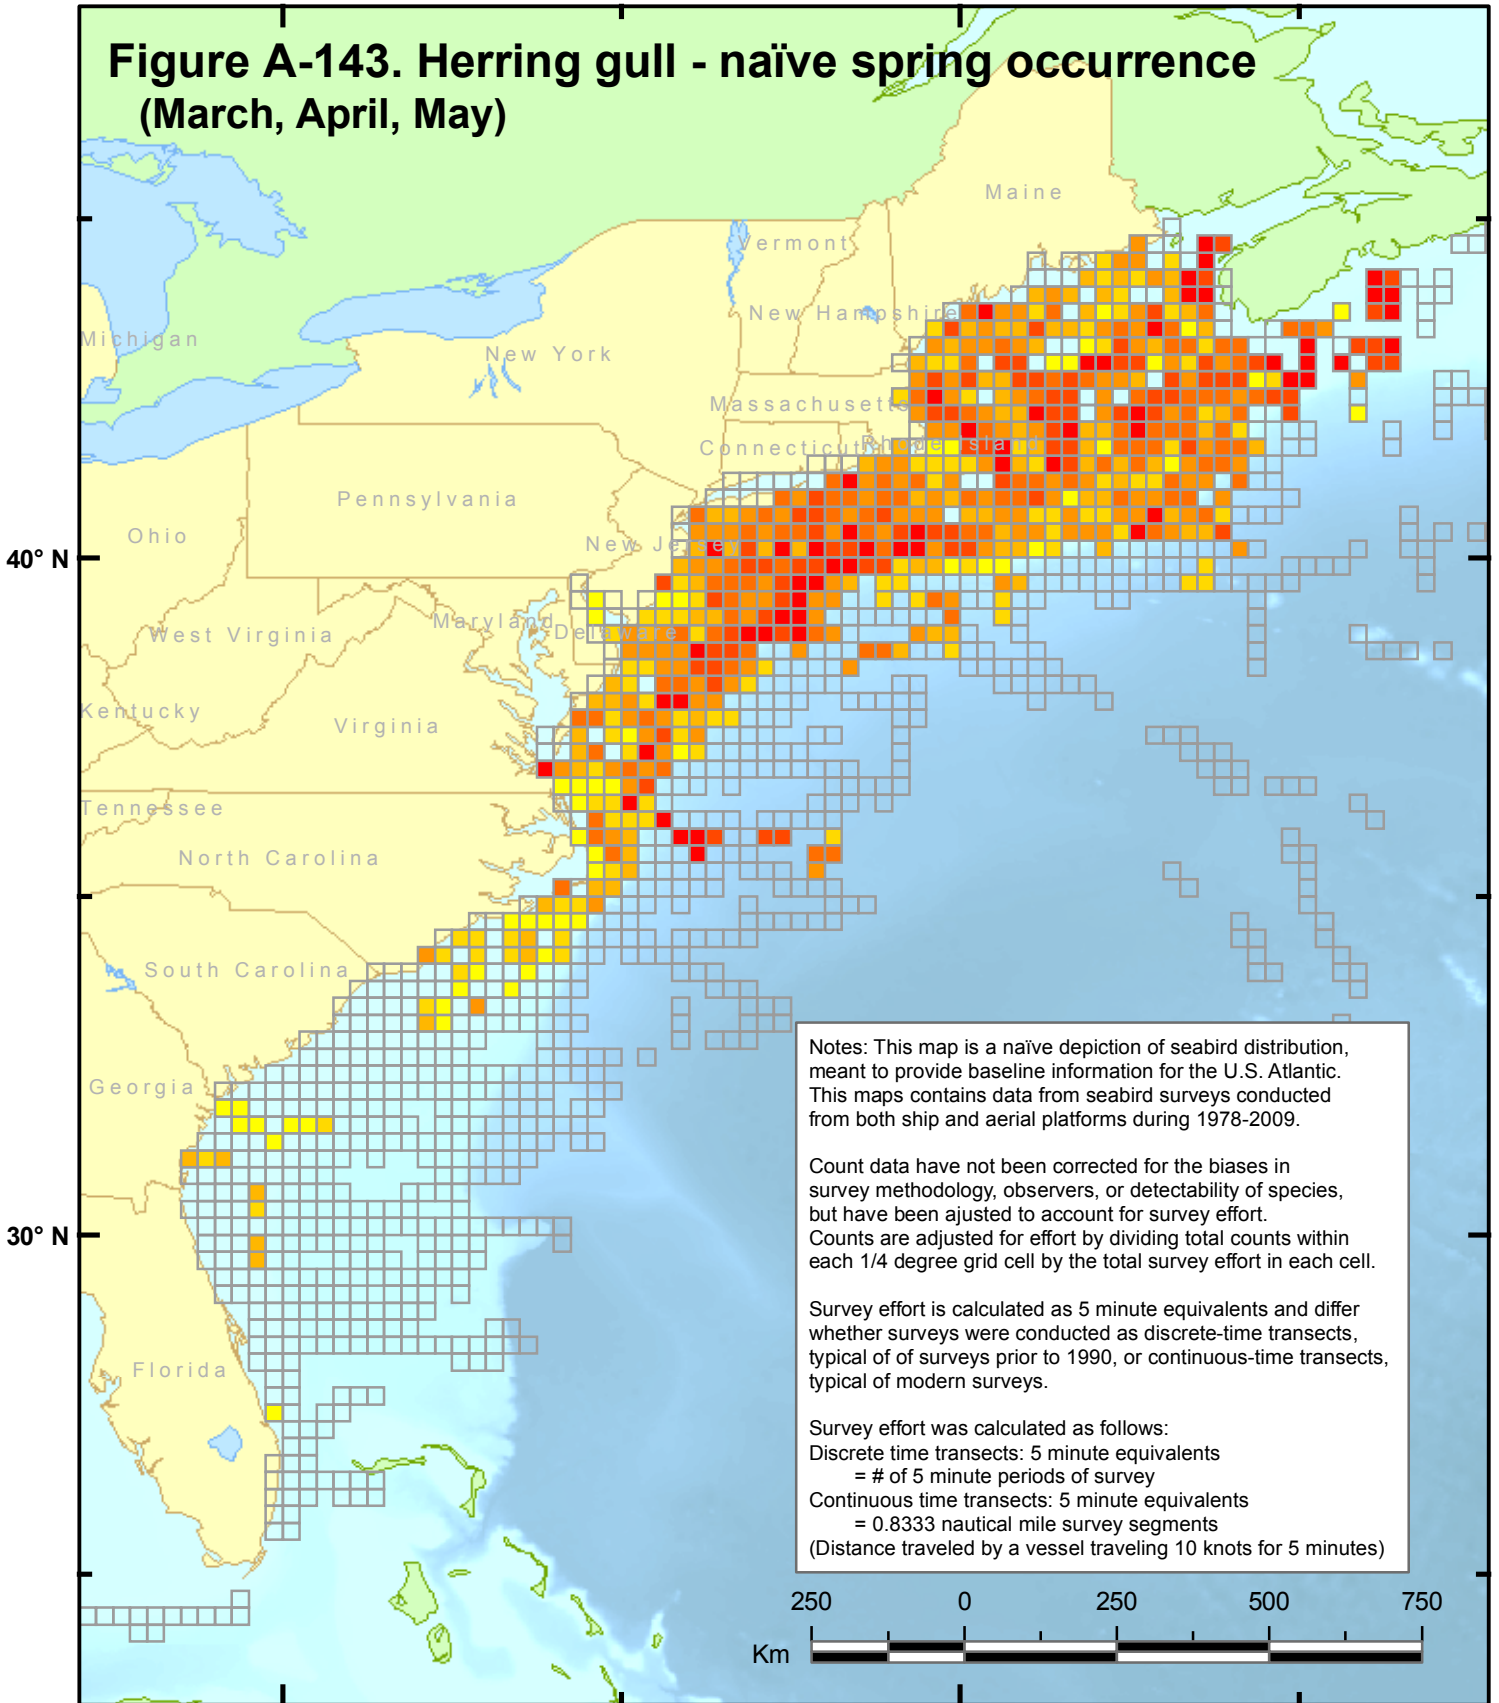 Figure A-143. Herring gull - naïve spring occurrence
(March, April, May)
Maine
Vermont
New Hampshire
Michigan
New York
Massachusetts
Connecticut
Rhode Island
Pennsylvania
Ohio
New Jersey
40° N
Maryland
Delaware
West Virginia
Kentucky
Virginia
Tennessee
North Carolina
South Carolina
Georgia
30° N
Florida
Notes: This map is a naïve depiction of seabird distribution,
meant to provide baseline information for the U.S. Atlantic.
This maps contains data from seabird surveys conducted
from both ship and aerial platforms during 1978-2009.
Count data have not been corrected for the biases in
survey methodology, observers, or detectability of species,
but have been ajusted to account for survey effort.
Counts are adjusted for effort by dividing total counts within
each 1/4 degree grid cell by the total survey effort in each cell.
Survey effort is calculated as 5 minute equivalents and differ
whether surveys were conducted as discrete-time transects,
typical of of surveys prior to 1990, or continuous-time transects,
typical of modern surveys.
Survey effort was calculated as follows:
Discrete time transects: 5 minute equivalents
= # of 5 minute periods of survey
Continuous time transects: 5 minute equivalents
= 0.8333 nautical mile survey segments
(Distance traveled by a vessel traveling 10 knots for 5 minutes)
250 0 250 500 750
Km